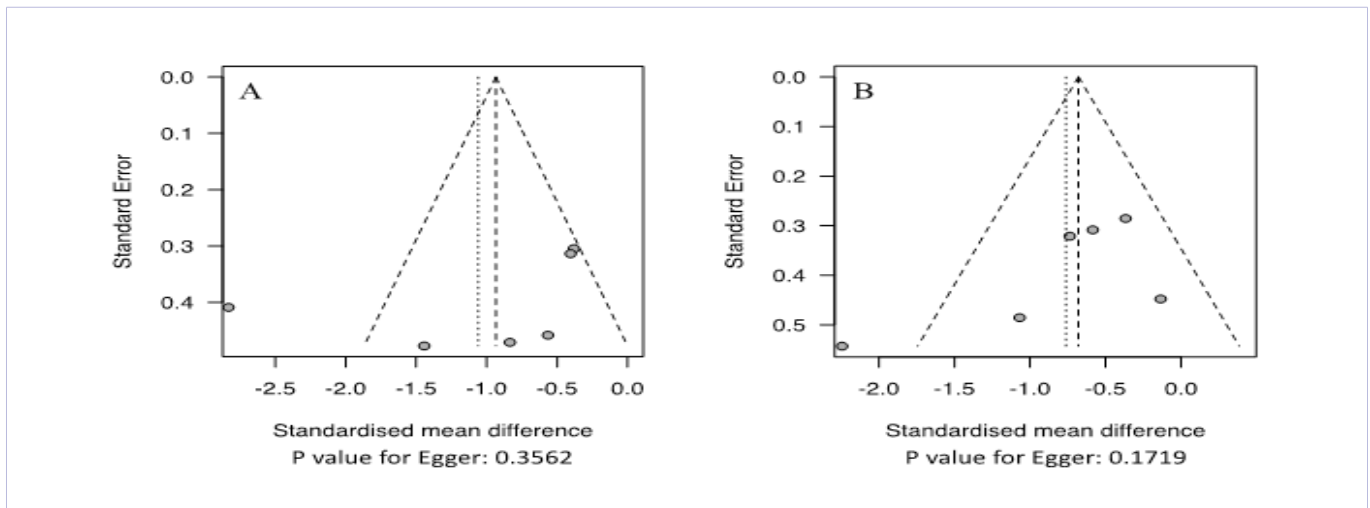 A
0.0
0.1
0.2
0.3
0.4
Standard Error
-2.5 -2.0 -1.5 -1.0 -0.5 0.0
Standardised mean difference
P value for Egger: 0.3562
B
0.0
0.1
0.2
0.3
0.4
0.5
Standard Error
-2.0 -1.5 -1.0 -0.5 0.0
Standardised mean difference
P value for Egger: 0.1719